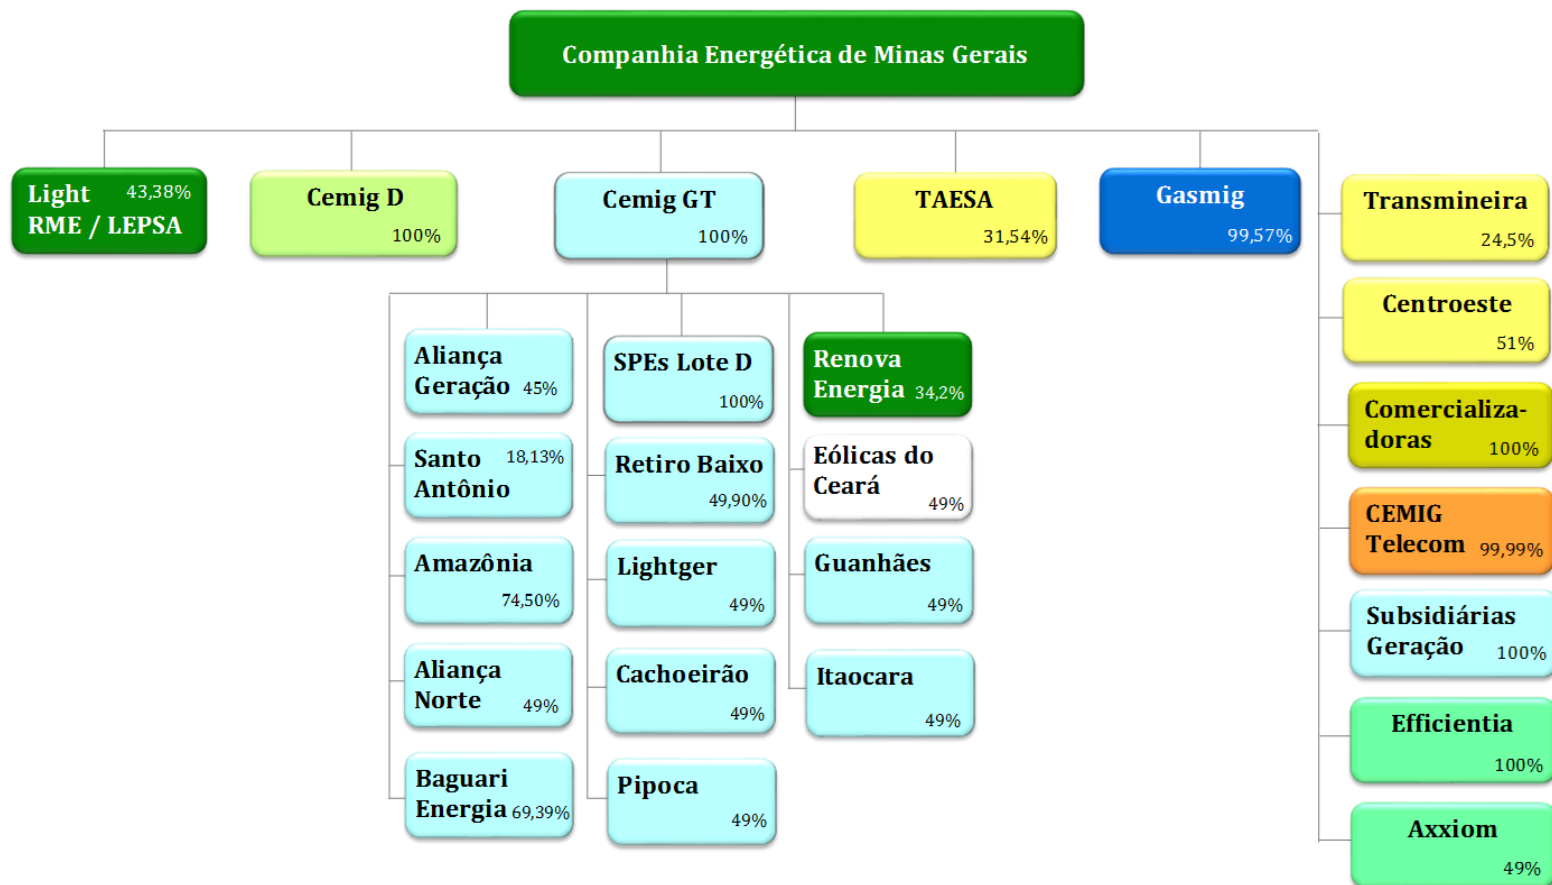 Companhia Energética de Minas Gerais
Light 43,38%
RME / LEPSA
Cemig D
100%
Cemig GT
100%
TAESA
31,54%
Gasmig
99,57%
Transmineira
24,5%
Centroeste
51%
Comercializa-
doras 100%
CEMIG
Telecom 99,99%
Subsidiárias
Geração 100%
Efficientia
100%
Axxiom
49%
Aliança
Geração 45%
Santo 18,13%
Antônio
Amazônia
74,50%
Aliança
Norte 49%
Baguari
Energia 69,39%
SPEs Lote D
100%
Retiro Baixo
49,90%
Lightger
49%
Cachoeirão
49%
Pipoca
49%
Renova
Energia 34,2%
Eólicas do
Ceará 49%
Guanhães
49%
Itaocara
49%